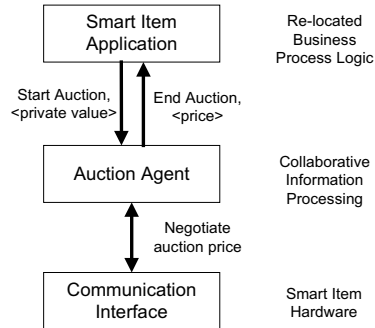 Smart Item
Application
Re-located
Business
Process Logic
Start Auction,
<private value>
End Auction,
<price>
Auction Agent
Collaborative
Information
Processing
Negotiate
auction price
Communication
Interface
Smart Item
Hardware